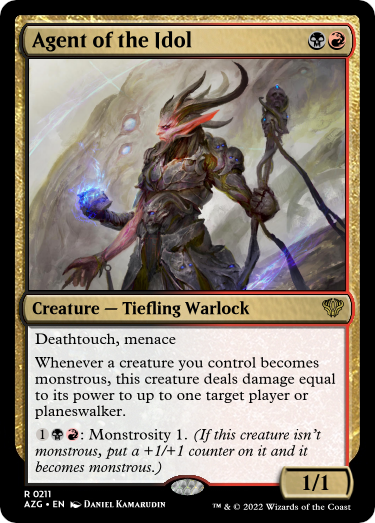 Agent of the Idol
Creature — Tiefling Warlock
Deathtouch, menace
Whenever a creature you control becomes
monstrous, this creature deals damage equal
to its power to up to one target player or
planeswalker.
1: Monstrosity 1. (If this creature isn't
monstrous, put a +1/+1 counter on it and it
becomes monstrous.)
1/1
R 0211
AZG • EN DANIEL KAMARUDIN
™ & © 2022 Wizards of the Coast